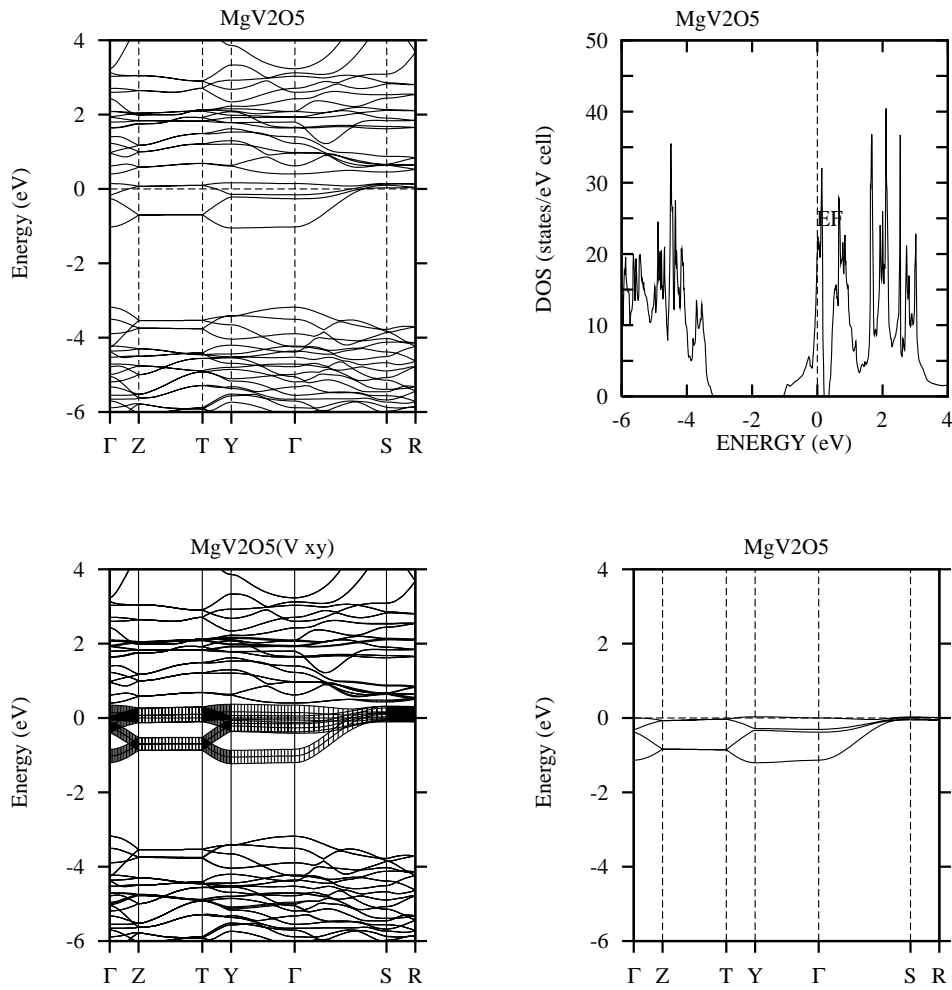 MgV2O5
4
2
0
-2
-4
-6
Energy (eV)
Γ Z T Y Γ S R
MgV2O5
50
40
30
20
10
0
DOS (states/eV cell)
EF
-6 -4 -2 0 2 4
ENERGY (eV)
MgV2O5(V xy)
4
2
0
-2
-4
-6
Energy (eV)
Γ Z T Y Γ S R
MgV2O5
4
2
0
-2
-4
-6
Energy (eV)
Γ Z T Y Γ S R